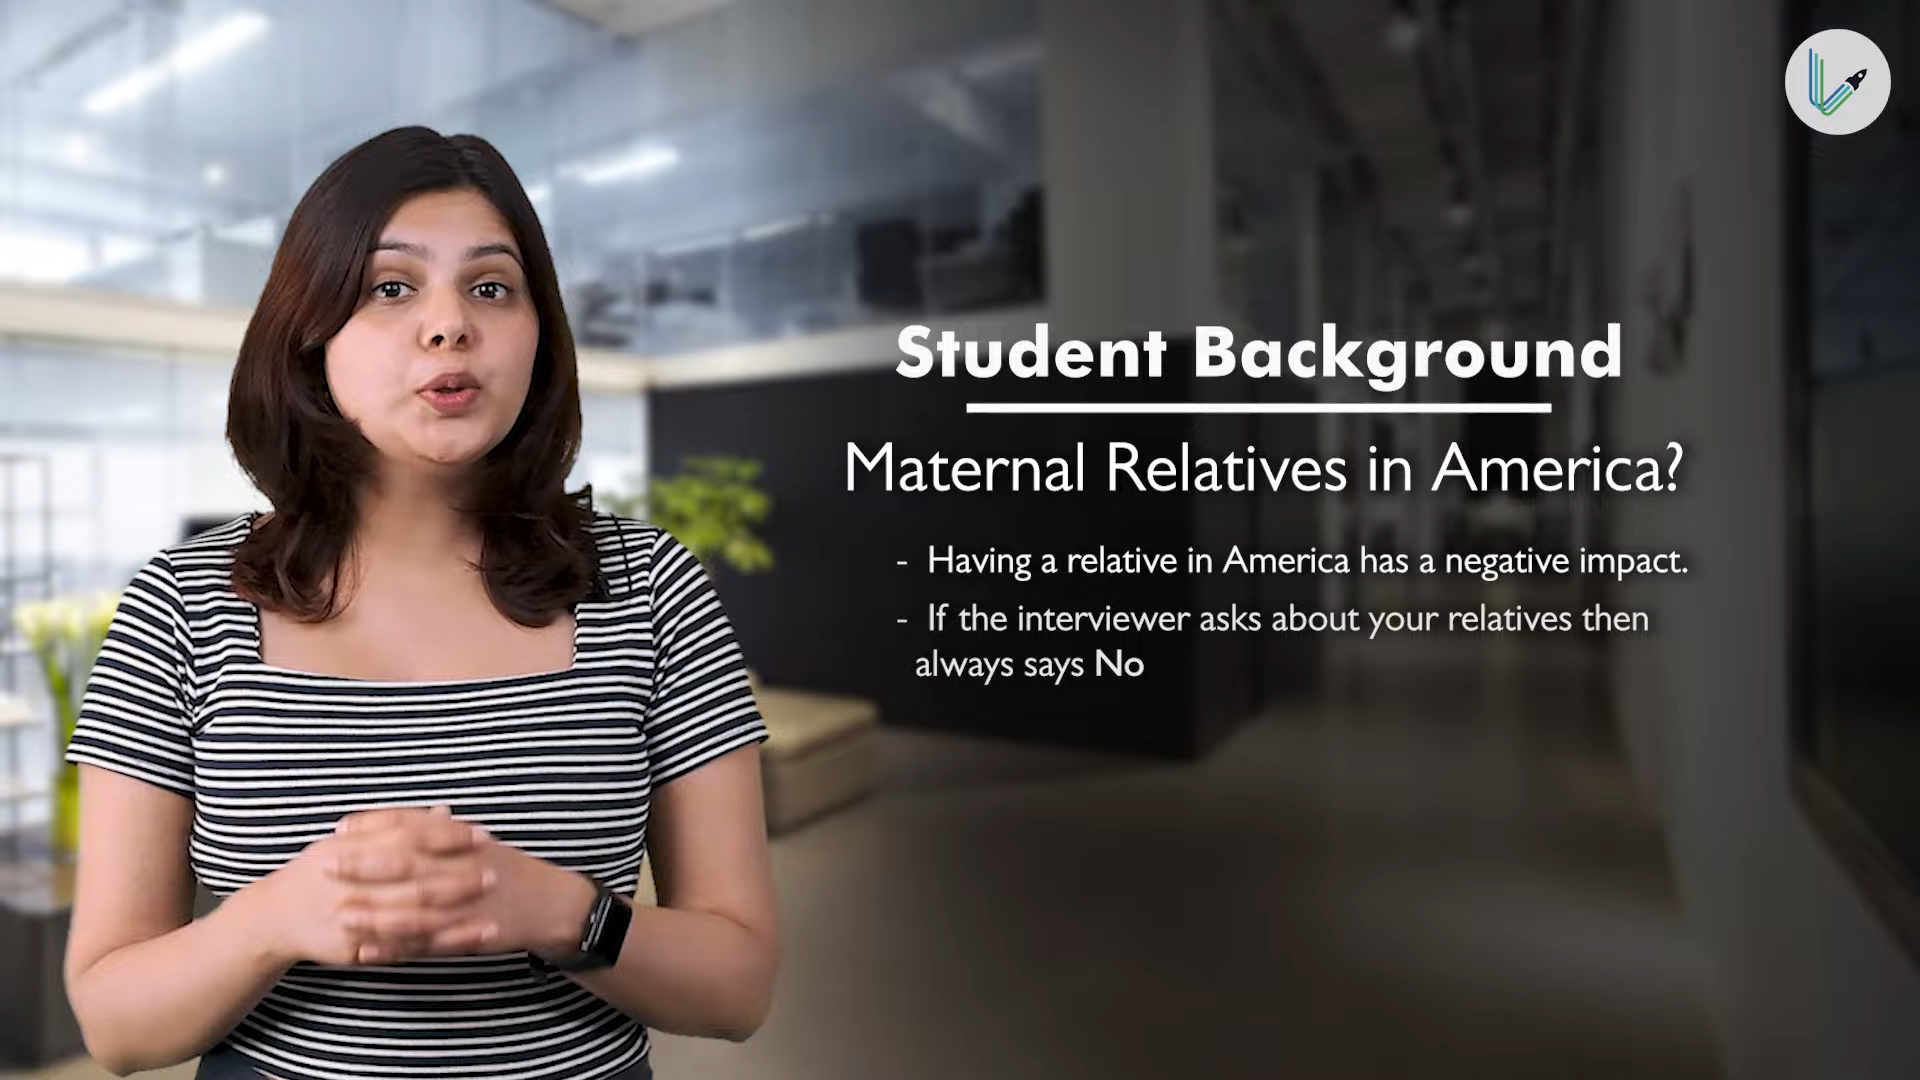 Student Background
Maternal Relatives in America?
- Having a relative in America has a negative impact.
- If the interviewer asks about your relatives then
always says No